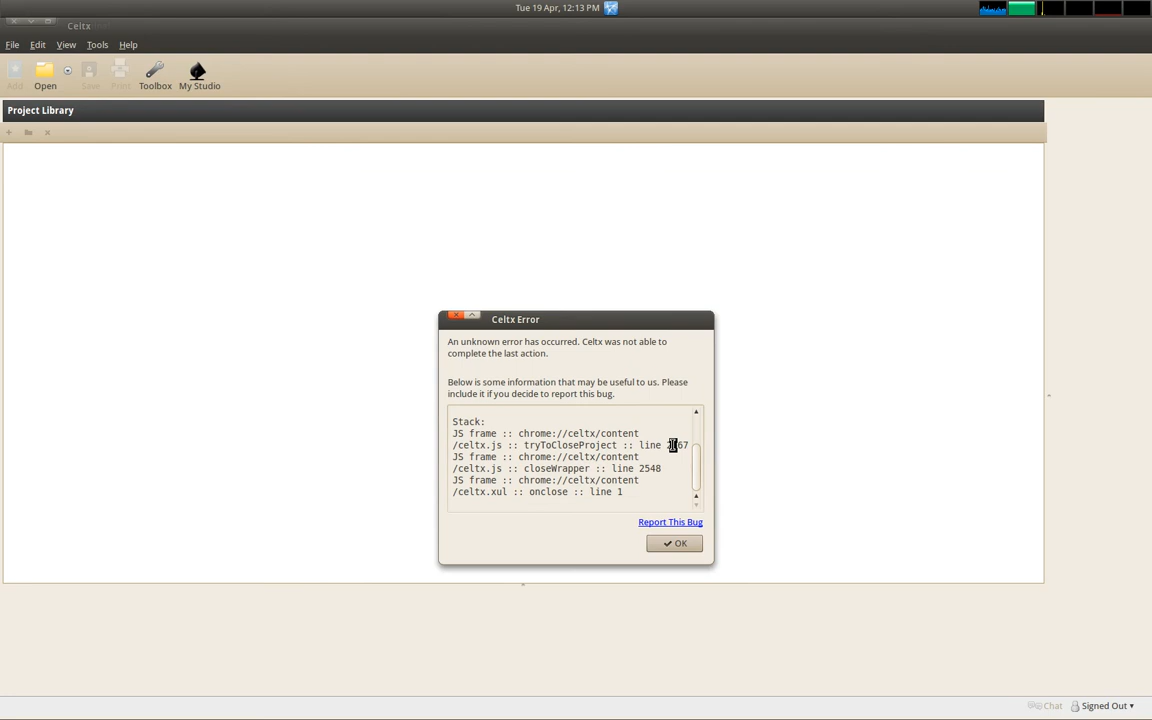 Tue 19 Apr, 12:13 PM
Celtx
File Edit View Tools Help
Add Open Save Print Toolbox My Studio
Project Library
Celtx Error
An unknown error has occurred. Celtx was not able to
complete the last action.
Below is some information that may be useful to us. Please
include it if you decide to report this bug.
Stack:
JS frame :: chrome://celtx/content
/celtx.js :: tryToCloseProject :: line
JS frame :: chrome://celtx/content
/celtx.js :: closeWrapper :: line 2548
JS frame :: chrome://celtx/content
/celtx.xul :: onclose :: line 1
Report This Bug
OK
Chat Signed Out